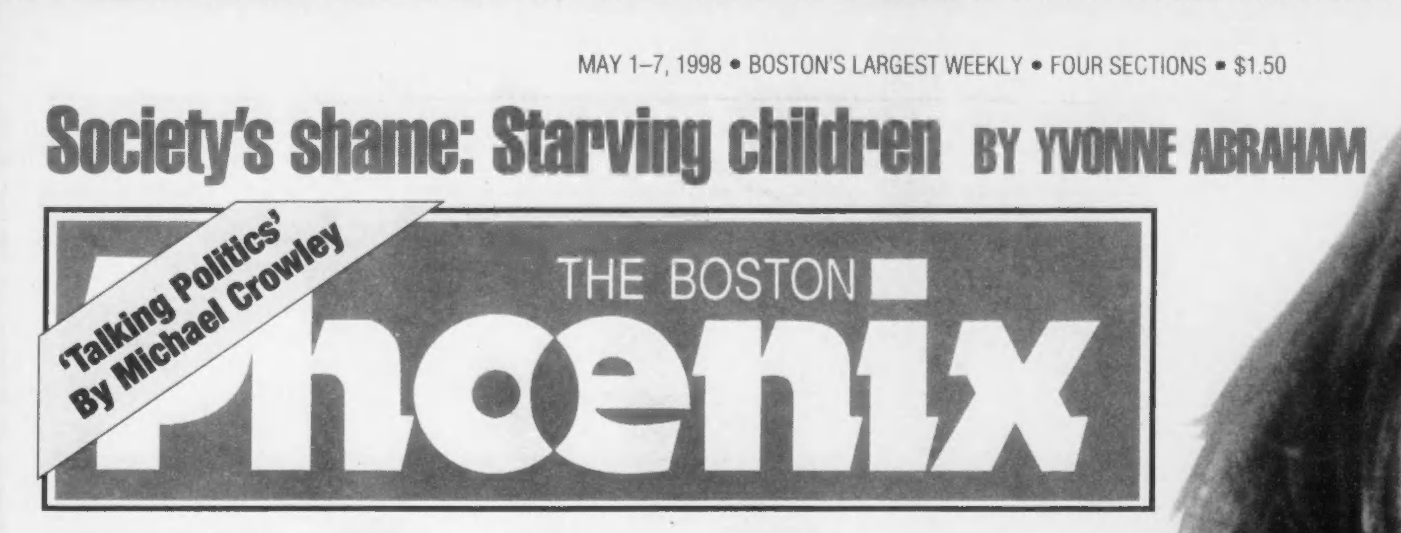 MAY 1–7, 1998 • BOSTON'S LARGEST WEEKLY • FOUR SECTIONS • $1.50
Society's shame: Starving children BY YVONNE ABRAHAM
'Talking Politics'
By Michael Crowley
THE BOSTON
Phœnix